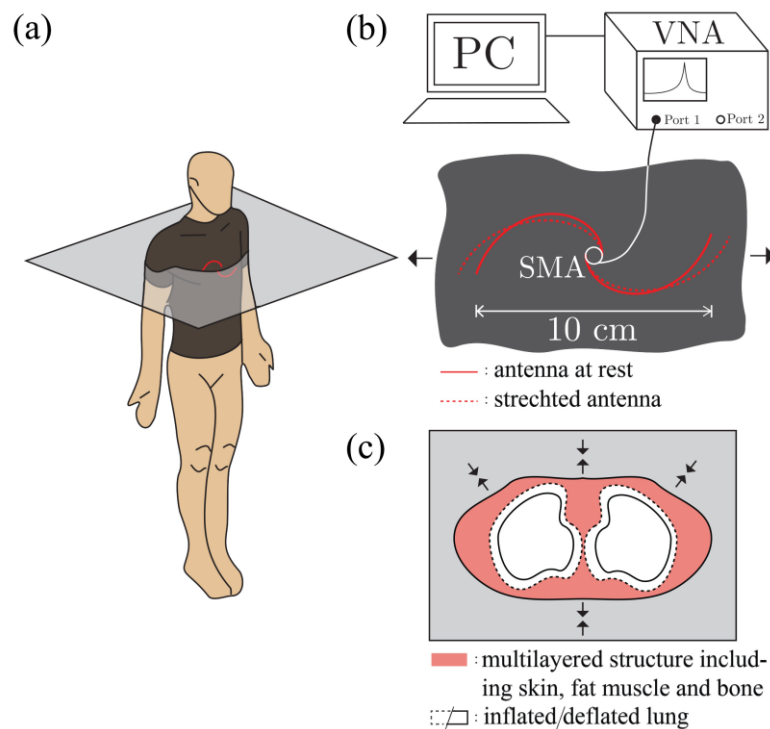 (a)
(b)
PC
VNA
Port 1
Port 2
SMA
10 cm
: antenna at rest
: strechted antenna
(c)
: multilayered structure includ-
ing skin, fat muscle and bone
: inflated/deflated lung